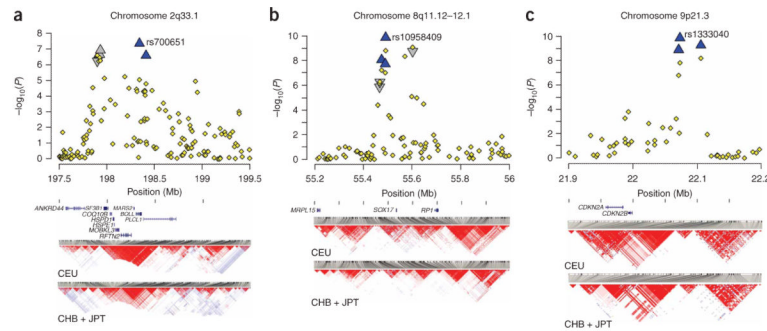 a
Chromosome 2q33.1
8
7
6
5
4
3
2
1
0
–log10(P)
rs700651
197.5
198
198.5
199
199.5
Position (Mb)
ANKRD44
SF3B1
MARS2
COQ10B
BOLL
HSPD1
PLCL1
HSPE1
MOBKL3
RFTN2
CEU
CHB + JPT
b
Chromosome 8q11.12–12.1
10
8
6
4
2
0
–log10(P)
rs10958409
55.2
55.4
55.6
55.8
56
Position (Mb)
MRPL15
SOX17
RP1
CEU
CHB + JPT
c
Chromosome 9p21.3
10
8
6
4
2
0
–log10(P)
rs1333040
21.9
22
22.1
22.2
Position (Mb)
CDKN2A
CDKN2B
CEU
CHB + JPT